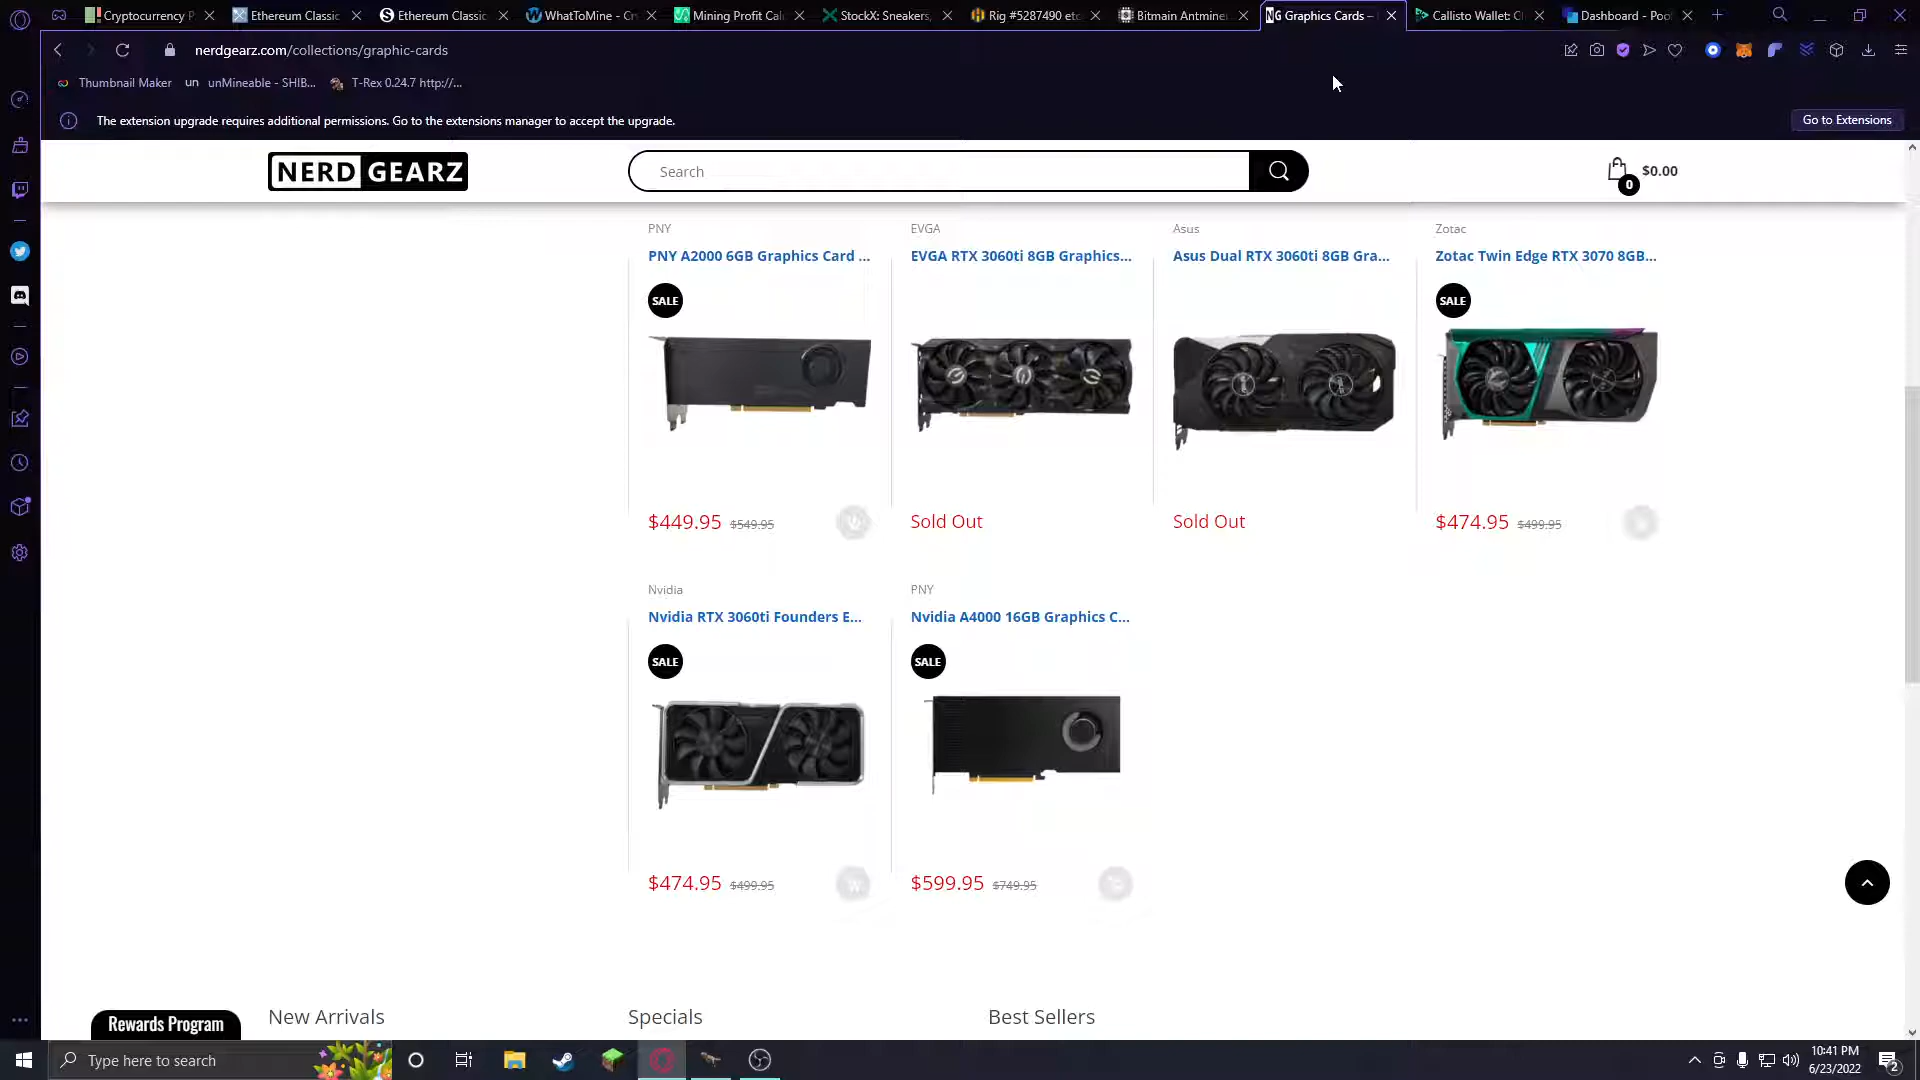 Cryptocurrency P
Ethereum Classic
Ethereum Classic
WhatToMine - Cr
Mining Profit Cal
StockX: Sneakers,
Rig #5287490 etc
Bitmain Antmine
NG Graphics Cards –
Callisto Wallet: C
Dashboard - Pool
nerdgearz.com/collections/graphic-cards
Thumbnail Maker
un unMineable - SHIB...
T-Rex 0.24.7 http://...
The extension upgrade requires additional permissions. Go to the extensions manager to accept the upgrade.
Go to Extensions
NERD GEARZ
Search
0
$0.00
PNY
EVGA
Asus
Zotac
PNY A2000 6GB Graphics Card ...
EVGA RTX 3060ti 8GB Graphics...
Asus Dual RTX 3060ti 8GB Gra...
Zotac Twin Edge RTX 3070 8GB...
SALE
SALE
$449.95 $549.95
Sold Out
Sold Out
$474.95 $499.95
Nvidia
PNY
Nvidia RTX 3060ti Founders E...
Nvidia A4000 16GB Graphics C...
SALE
SALE
$474.95 $499.95
$599.95 $749.95
Rewards Program
New Arrivals
Specials
Best Sellers
Type here to search
10:41 PM
6/23/2022
2